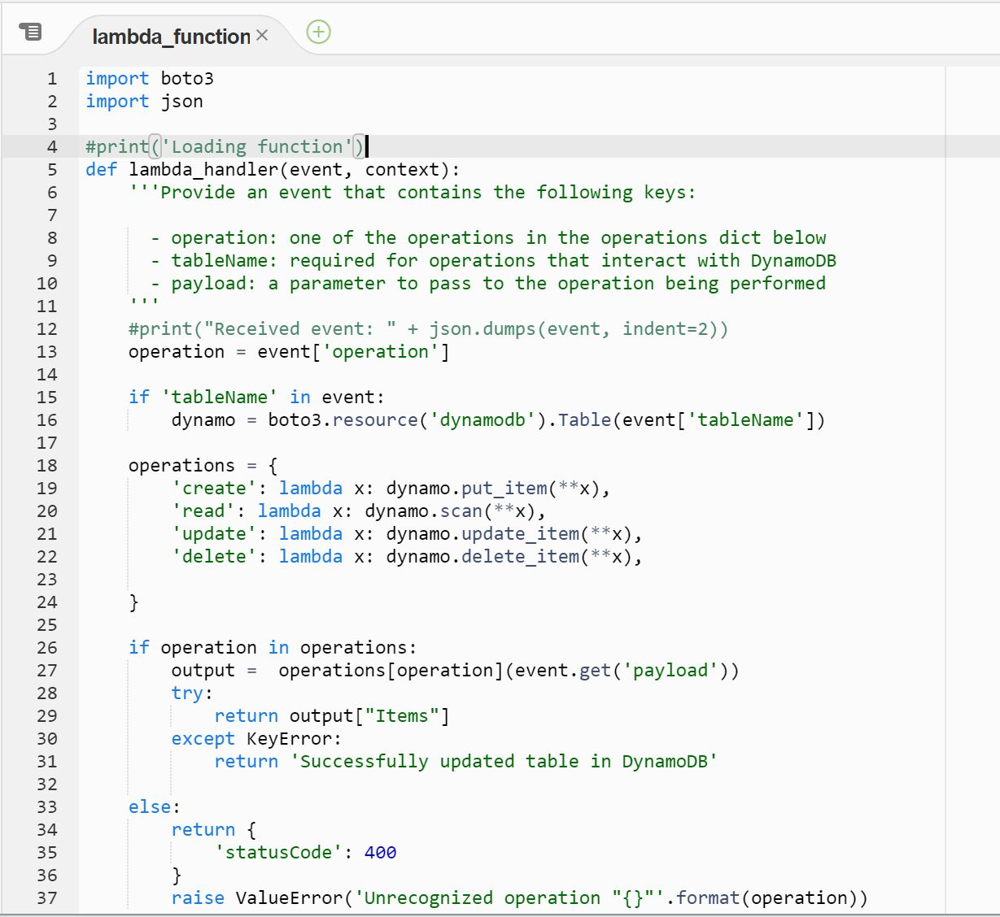 lambda_function
1 import boto3
2 import json
3
4 #print('Loading function')
5 def lambda_handler(event, context):
6     '''Provide an event that contains the following keys:
7
8       - operation: one of the operations in the operations dict below
9       - tableName: required for operations that interact with DynamoDB
10       - payload: a parameter to pass to the operation being performed
11     '''
12     #print("Received event: " + json.dumps(event, indent=2))
13     operation = event['operation']
14
15     if 'tableName' in event:
16         dynamo = boto3.resource('dynamodb').Table(event['tableName'])
17
18     operations = {
19         'create': lambda x: dynamo.put_item(**x),
20         'read': lambda x: dynamo.scan(**x),
21         'update': lambda x: dynamo.update_item(**x),
22         'delete': lambda x: dynamo.delete_item(**x),
23
24     }
25
26     if operation in operations:
27         output =  operations[operation](event.get('payload'))
28         try:
29             return output["Items"]
30         except KeyError:
31             return 'Successfully updated table in DynamoDB'
32
33     else:
34         return {
35             'statusCode': 400
36         }
37         raise ValueError('Unrecognized operation "{}"'.format(operation))